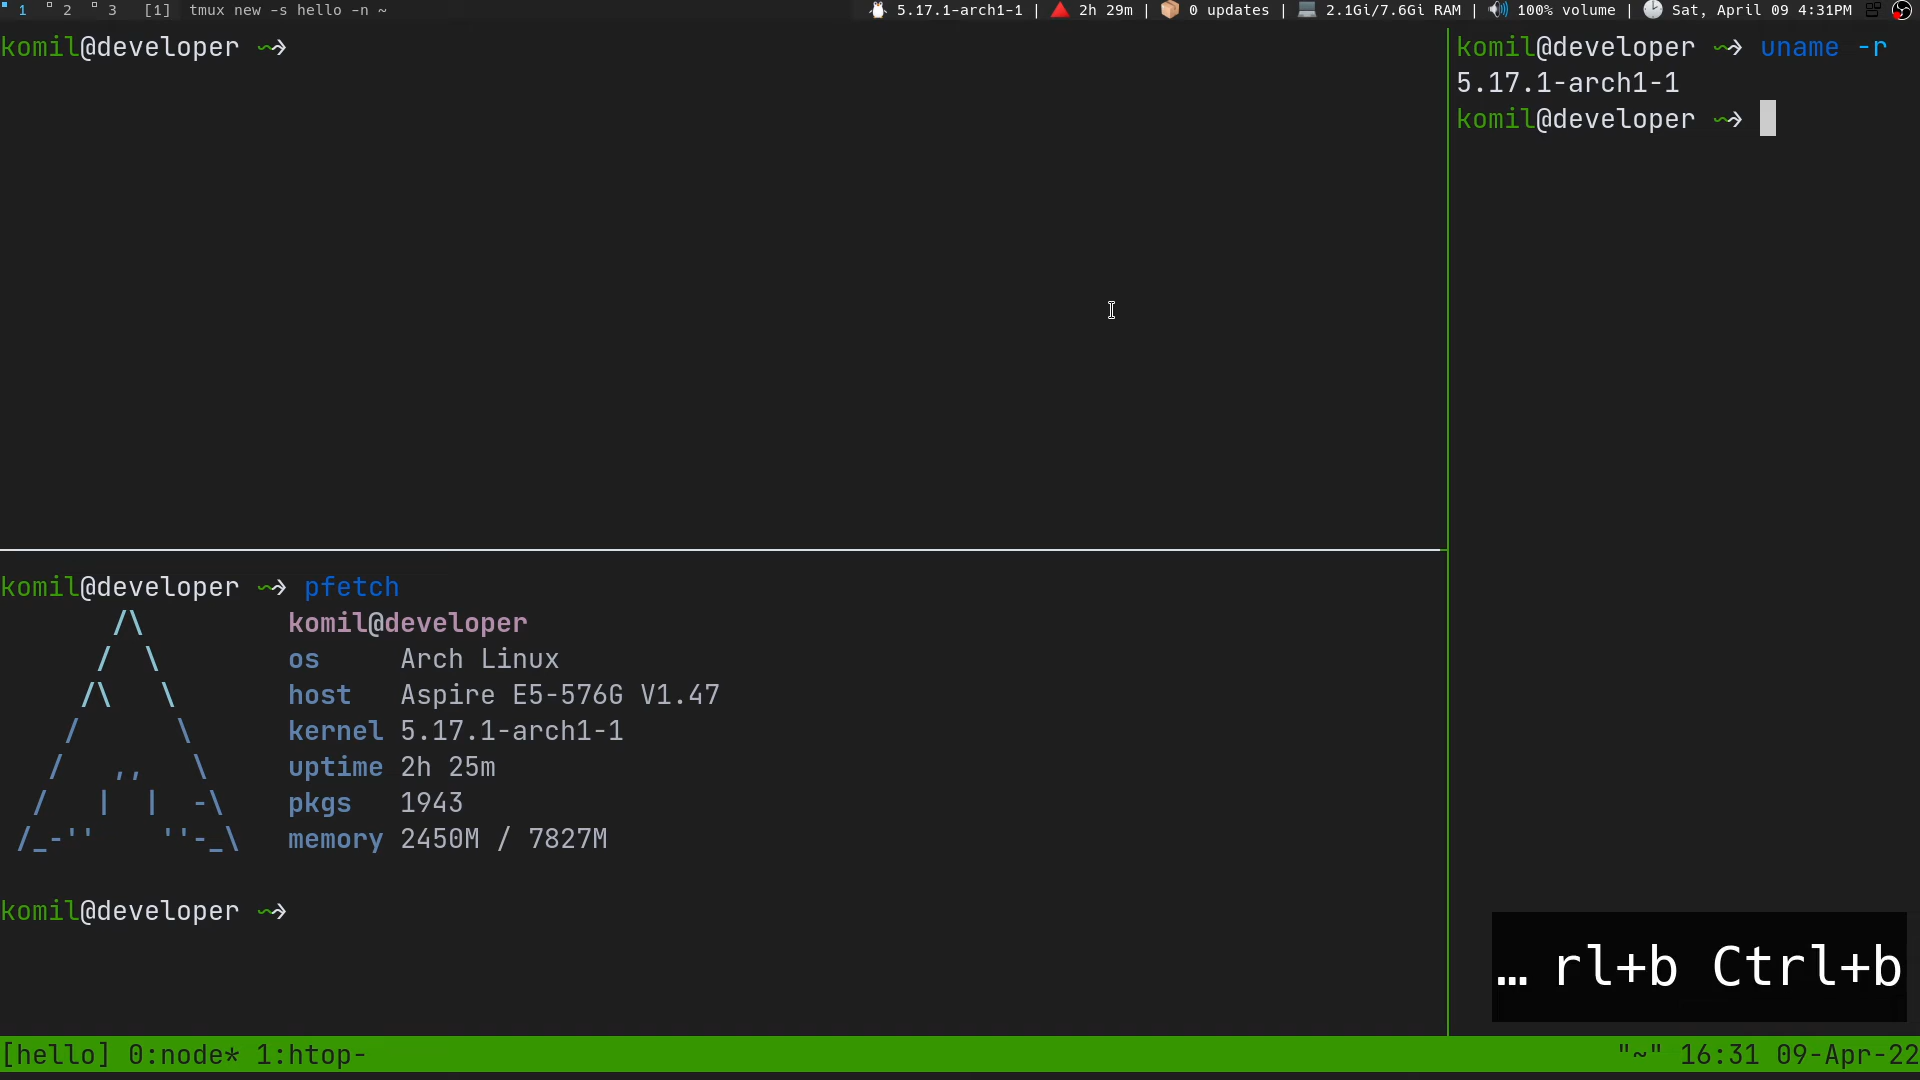 1 2 3 [1] tmux new -s hello -n ~ 5.17.1-arch1-1 | 2h 29m | 0 updates | 2.1Gi/7.6Gi RAM | 100% volume | Sat, April 09 4:31PM
komil@developer ~>
komil@developer ~> uname -r
5.17.1-arch1-1
komil@developer ~>
komil@developer ~> pfetch
komil@developer
os Arch Linux
host Aspire E5-576G V1.47
kernel 5.17.1-arch1-1
uptime 2h 25m
pkgs 1943
memory 2450M / 7827M
komil@developer ~>
… rl+b Ctrl+b
[hello] 0:node* 1:htop- "~" 16:31 09-Apr-22